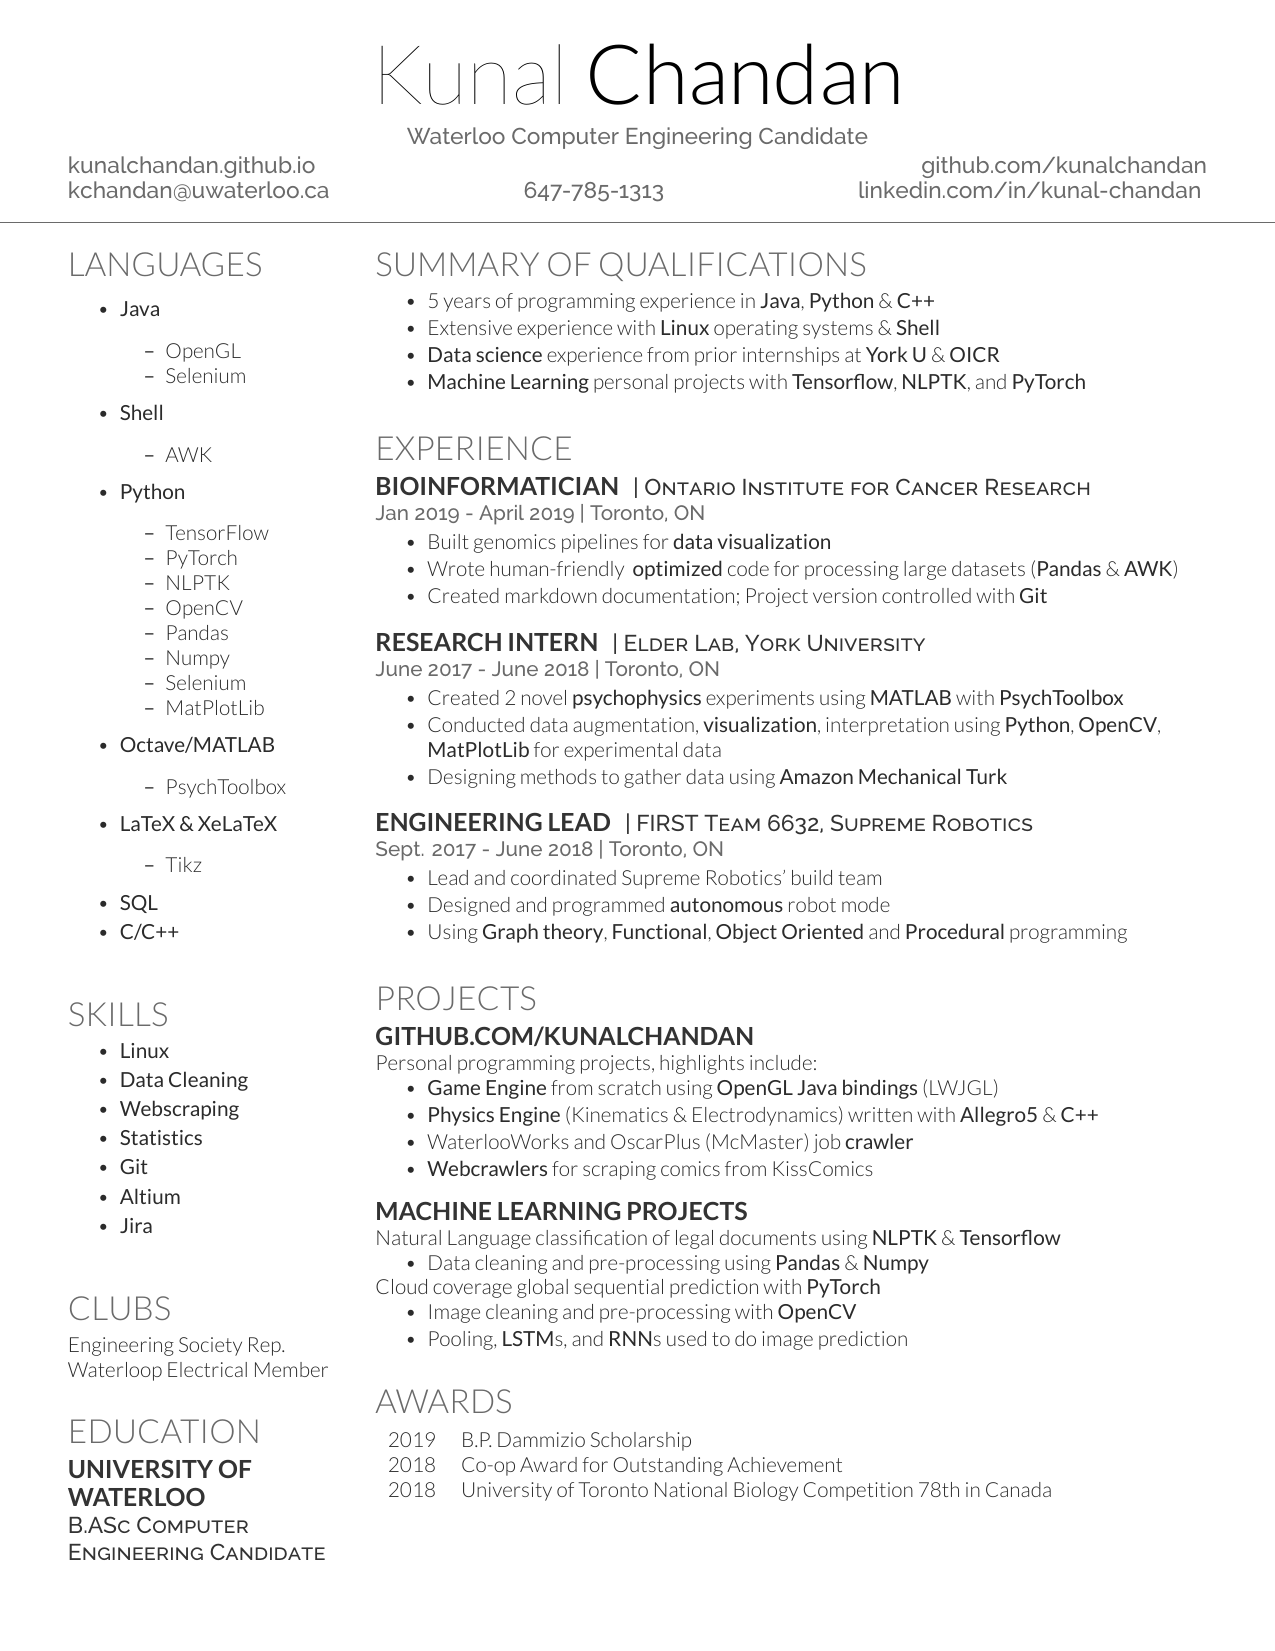 Kunal Chandan
Waterloo Computer Engineering Candidate
kunalchandan.github.io
github.com/kunalchandan
kchandan@uwaterloo.ca
647-785-1313
linkedin.com/in/kunal-chandan
LANGUAGES
• Java
– OpenGL
– Selenium
• Shell
– AWK
• Python
– TensorFlow
– PyTorch
– NLPTK
– OpenCV
– Pandas
– Numpy
– Selenium
– MatPlotLib
• Octave/MATLAB
– PsychToolbox
• LaTeX & XeLaTeX
– Tikz
• SQL
• C/C++
SKILLS
• Linux
• Data Cleaning
• Webscraping
• Statistics
• Git
• Altium
• Jira
CLUBS
Engineering Society Rep.
Waterloop Electrical Member
EDUCATION
UNIVERSITY OF
WATERLOO
B.ASc Computer
Engineering Candidate
SUMMARY OF QUALIFICATIONS
• 5 years of programming experience in Java, Python & C++
• Extensive experience with Linux operating systems & Shell
• Data science experience from prior internships at York U & OICR
• Machine Learning personal projects with Tensorflow, NLPTK, and PyTorch
EXPERIENCE
BIOINFORMATICIAN | Ontario Institute for Cancer Research
Jan 2019 - April 2019 | Toronto, ON
• Built genomics pipelines for data visualization
• Wrote human-friendly optimized code for processing large datasets (Pandas & AWK)
• Created markdown documentation; Project version controlled with Git
RESEARCH INTERN | Elder Lab, York University
June 2017 - June 2018 | Toronto, ON
• Created 2 novel psychophysics experiments using MATLAB with PsychToolbox
• Conducted data augmentation, visualization, interpretation using Python, OpenCV,
MatPlotLib for experimental data
• Designing methods to gather data using Amazon Mechanical Turk
ENGINEERING LEAD | FIRST Team 6632, Supreme Robotics
Sept. 2017 - June 2018 | Toronto, ON
• Lead and coordinated Supreme Robotics’ build team
• Designed and programmed autonomous robot mode
• Using Graph theory, Functional, Object Oriented and Procedural programming
PROJECTS
GITHUB.COM/KUNALCHANDAN
Personal programming projects, highlights include:
• Game Engine from scratch using OpenGL Java bindings (LWJGL)
• Physics Engine (Kinematics & Electrodynamics) written with Allegro5 & C++
• WaterlooWorks and OscarPlus (McMaster) job crawler
• Webcrawlers for scraping comics from KissComics
MACHINE LEARNING PROJECTS
Natural Language classification of legal documents using NLPTK & Tensorflow
• Data cleaning and pre-processing using Pandas & Numpy
Cloud coverage global sequential prediction with PyTorch
• Image cleaning and pre-processing with OpenCV
• Pooling, LSTMs, and RNNs used to do image prediction
AWARDS
2019 B.P. Dammizio Scholarship
2018 Co-op Award for Outstanding Achievement
2018 University of Toronto National Biology Competition 78th in Canada